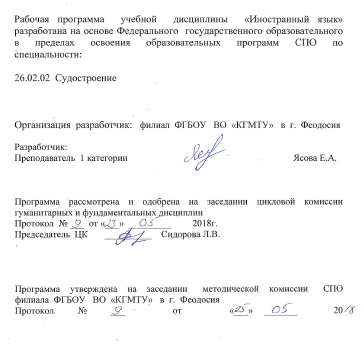 Рабочая программа учебной дисциплины «Иностранный язык»
разработана на основе Федерального государственного образовательного
в пределах освоения образовательных программ СПО по
специальности:
26.02.02 Судостроение
Организация разработчик: филиал ФГБОУ ВО «КГМТУ» в г. Феодосия
Разработчик:
Преподаватель 1 категории Ясова Е.А.
Программа рассмотрена и одобрена на заседании цикловой комиссии
гуманитарных и фундаментальных дисциплин
Протокол № 9 от «23» 05 2018г.
Председатель ЦК Сидорова Л.В.
Программа утверждена на заседании методической комиссии СПО
филиала ФГБОУ ВО «КГМТУ» в г. Феодосия
Протокол № 9 от «25» 05 2018